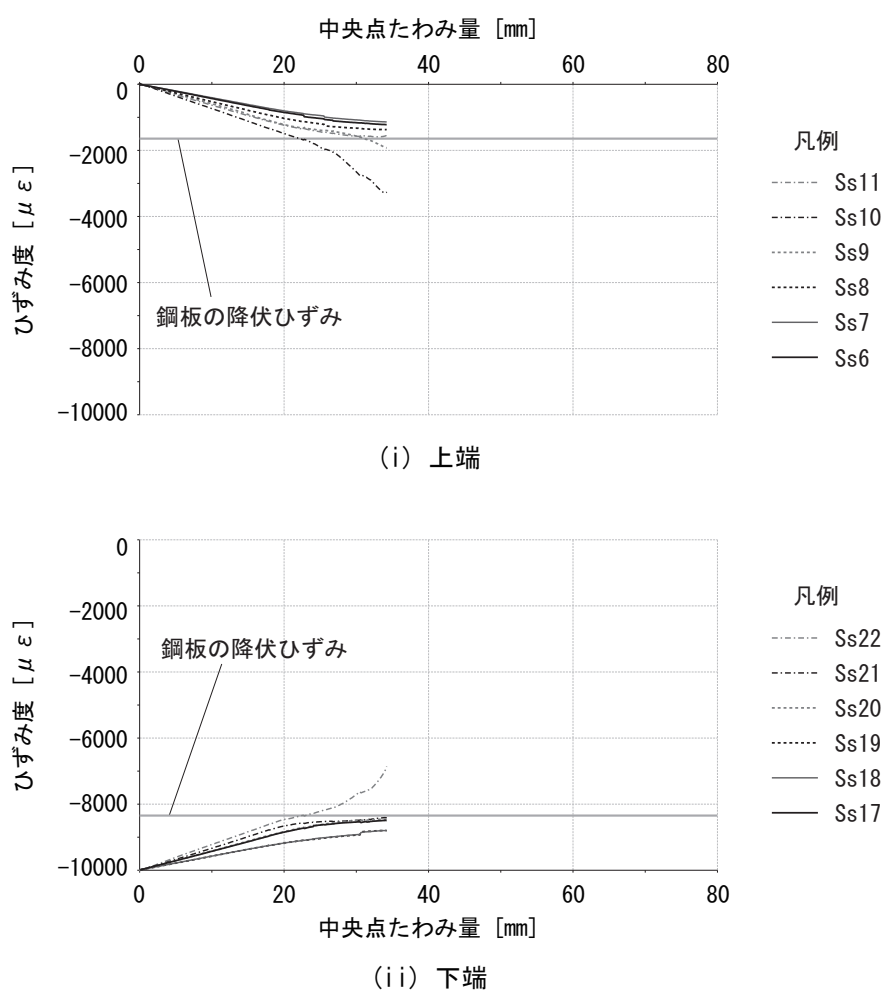 中央点たわみ量 [mm]
0 20 40 60 80
0
-2000
-4000
-6000
-8000
-10000
ひずみ度 [με]
鋼板の降伏ひずみ
凡例
Ss11
Ss10
Ss9
Ss8
Ss7
Ss6
(i) 上端
0
-2000
-4000
-6000
-8000
-10000
ひずみ度 [με]
鋼板の降伏ひずみ
凡例
Ss22
Ss21
Ss20
Ss19
Ss18
Ss17
0 20 40 60 80
中央点たわみ量 [mm]
(ii) 下端